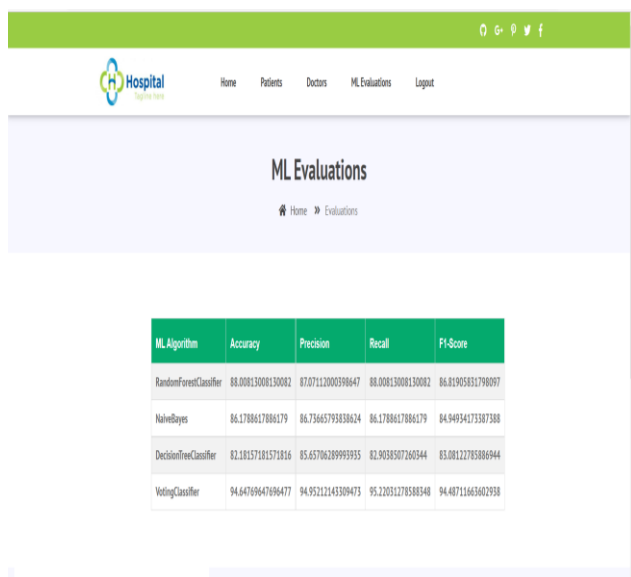 Hospital
Tagline here
Home Patients Doctors ML Evaluations Logout
ML Evaluations
Home » Evaluations
ML Algorithm Accuracy Precision Recall F1-Score
RandomForestClassifier 88.00813008130082 87.07112000398647 88.00813008130082 86.81905831798097
NaiveBayes 86.1788617886179 86.73665793838624 86.1788617886179 84.94934173387388
DecisionTreeClassifier 82.18157181571816 85.65706289993935 82.9038507260344 83.08122785886944
VotingClassifier 94.64769647696477 94.95212143309473 95.22031278588348 94.48711663602938